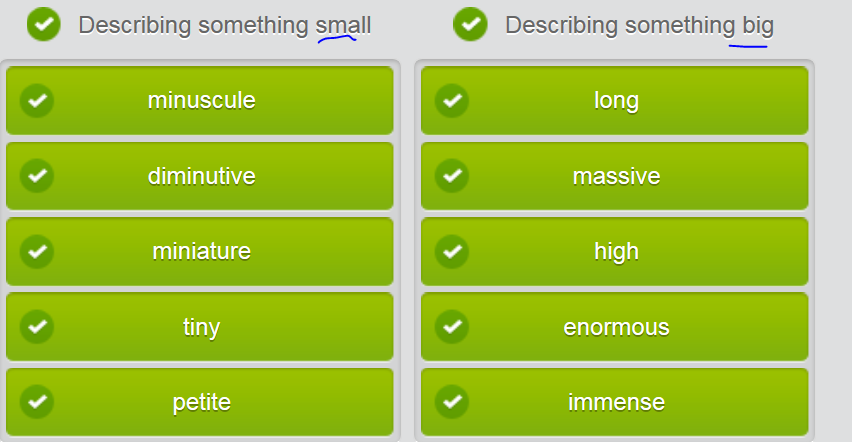 Describing something small
minuscule
diminutive
miniature
tiny
petite
Describing something big
long
massive
high
enormous
immense